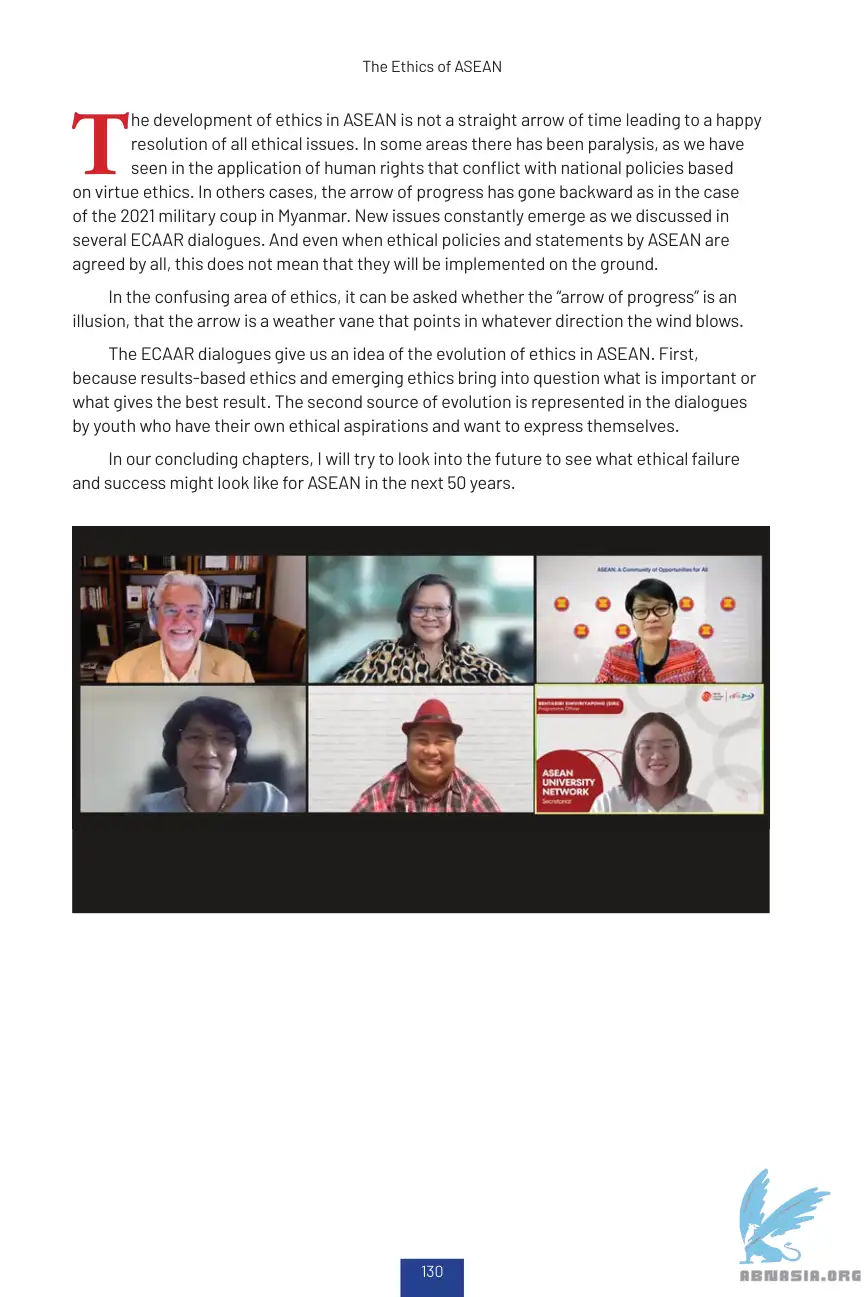 The Ethics of ASEAN
The development of ethics in ASEAN is not a straight arrow of time leading to a happy
resolution of all ethical issues. In some areas there has been paralysis, as we have
seen in the application of human rights that conflict with national policies based
on virtue ethics. In others cases, the arrow of progress has gone backward as in the case
of the 2021 military coup in Myanmar. New issues constantly emerge as we discussed in
several ECAAR dialogues. And even when ethical policies and statements by ASEAN are
agreed by all, this does not mean that they will be implemented on the ground.
In the confusing area of ethics, it can be asked whether the “arrow of progress” is an
illusion, that the arrow is a weather vane that points in whatever direction the wind blows.
The ECAAR dialogues give us an idea of the evolution of ethics in ASEAN. First,
because results-based ethics and emerging ethics bring into question what is important or
what gives the best result. The second source of evolution is represented in the dialogues
by youth who have their own ethical aspirations and want to express themselves.
In our concluding chapters, I will try to look into the future to see what ethical failure
and success might look like for ASEAN in the next 50 years.
ASEAN: A Community of Opportunities for All
Programme Officer
ASEAN
UNIVERSITY
NETWORK
Secretariat
130
ABNASIA.ORG